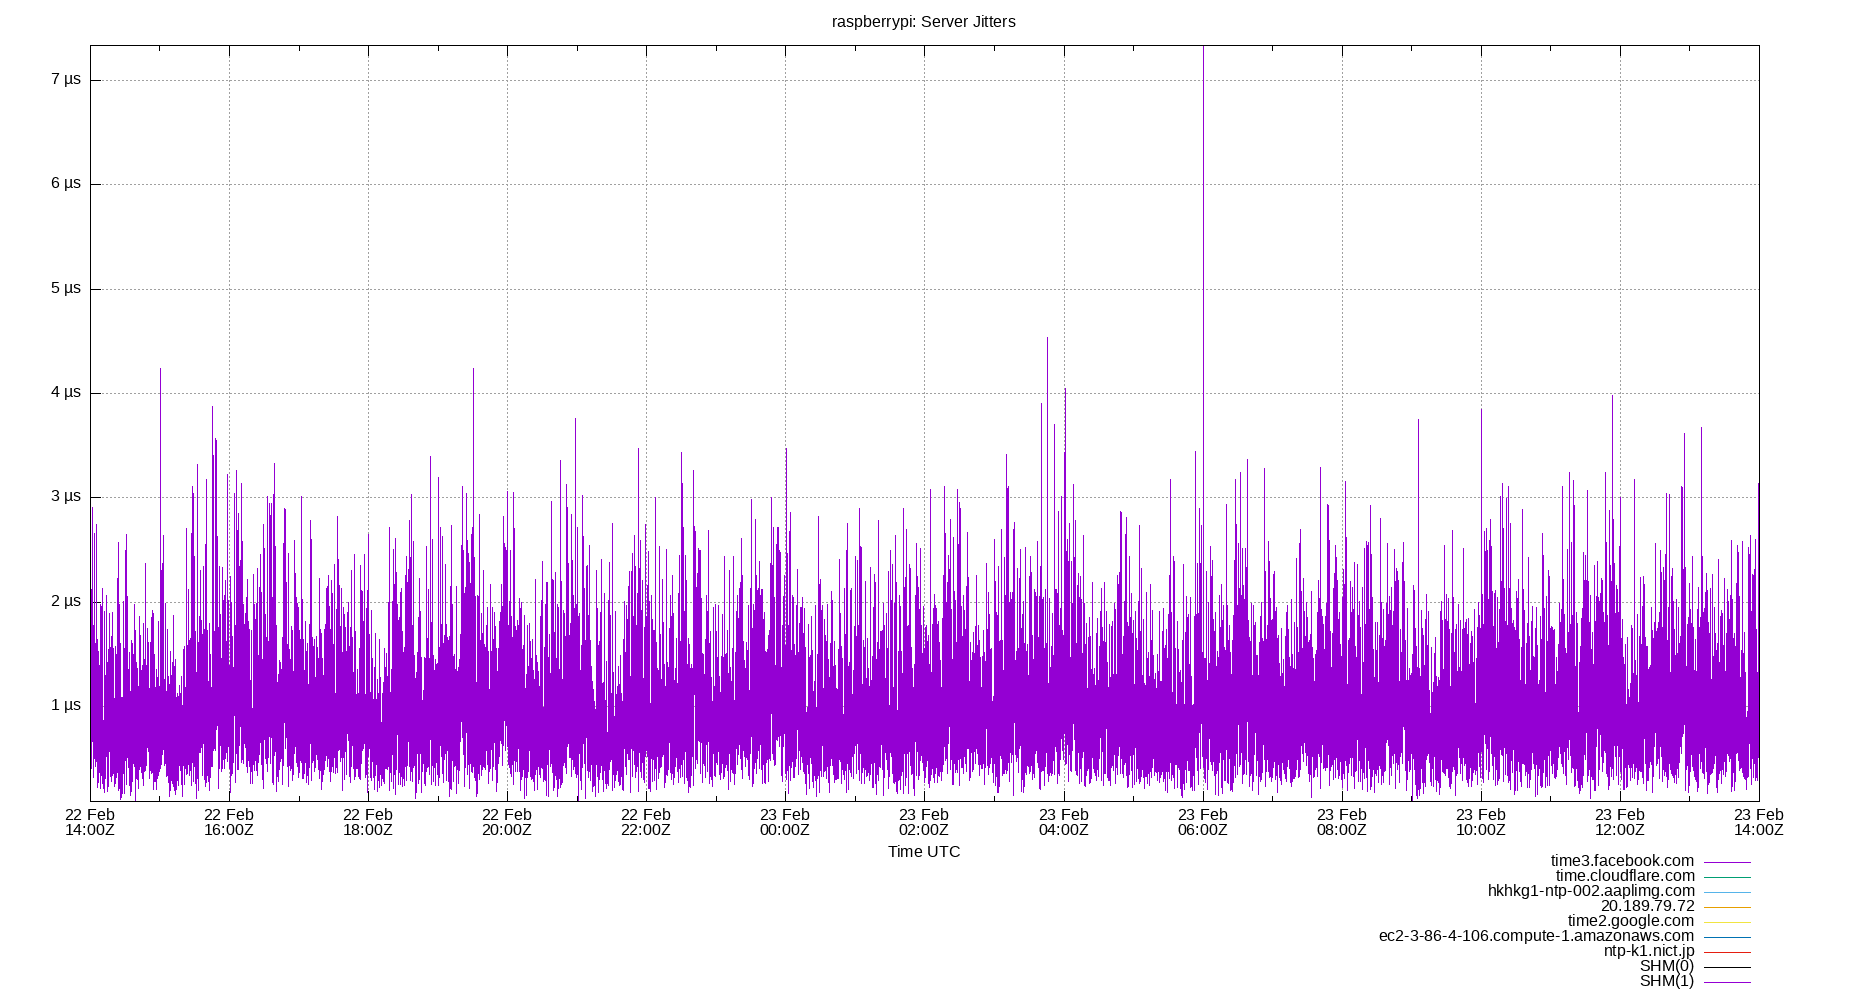 raspberrypi: Server Jitters
7 µs
6 µs
5 µs
4 µs
3 µs
2 µs
1 µs
22 Feb 22 Feb 22 Feb 22 Feb 22 Feb 23 Feb 23 Feb 23 Feb 23 Feb 23 Feb 23 Feb 23 Feb 23 Feb
14:00Z 16:00Z 18:00Z 20:00Z 22:00Z 00:00Z 02:00Z 04:00Z 06:00Z 08:00Z 10:00Z 12:00Z 14:00Z
Time UTC
time3.facebook.com
time.cloudflare.com
hkhkg1-ntp-002.aaplimg.com
20.189.79.72
time2.google.com
ec2-3-86-4-106.compute-1.amazonaws.com
ntp-k1.nict.jp
SHM(0)
SHM(1)